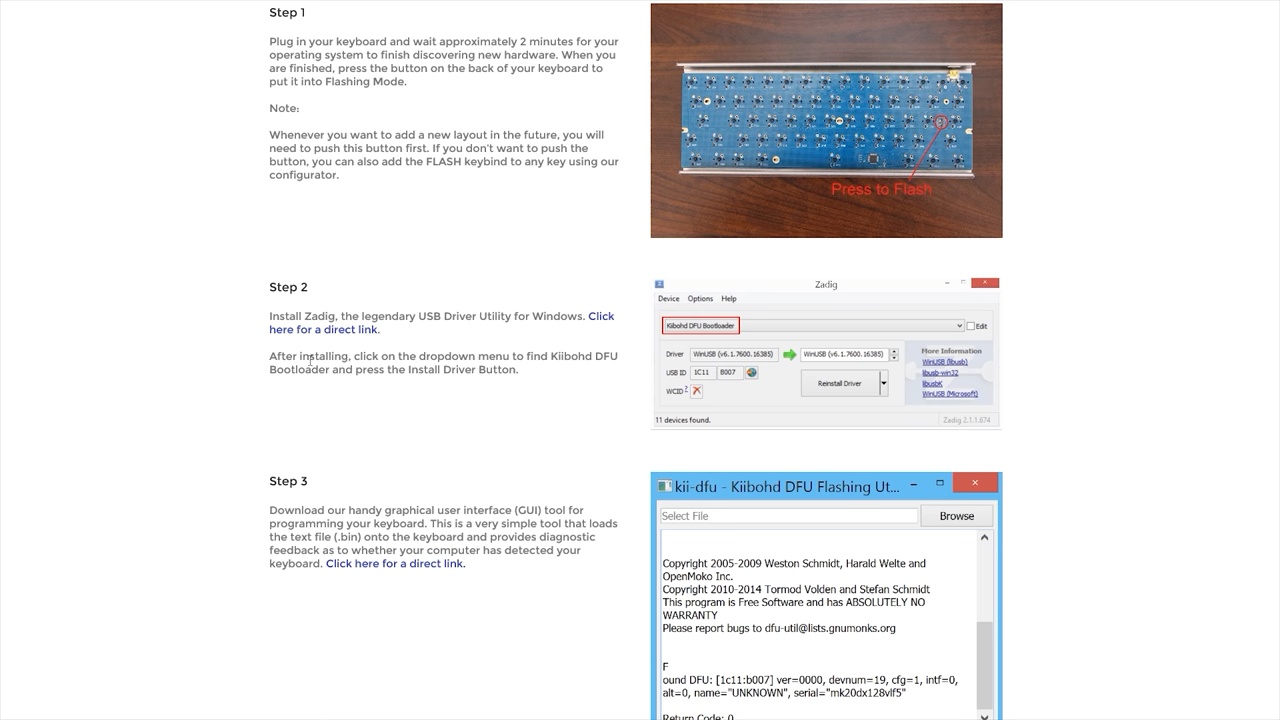 Step 1
Plug in your keyboard and wait approximately 2 minutes for your
operating system to finish discovering new hardware. When you
are finished, press the button on the back of your keyboard to
put it into Flashing Mode.
Note:
Whenever you want to add a new layout in the future, you will
need to push this button first. If you don't want to push the
button, you can also add the FLASH keybind to any key using our
configurator.
Press to Flash
Step 2
Install Zadig, the legendary USB Driver Utility for Windows. Click
here for a direct link.
After installing, click on the dropdown menu to find Kiibohd DFU
Bootloader and press the Install Driver Button.
Zadig
Device Options Help
Kiibohd DFU Bootloader
Edit
Driver WinUSB (v6.1.7600.16385) WinUSB (v6.1.7600.16385)
USB ID 1C11 B007
WCID ?
Reinstall Driver
More Information
WinUSB (libusb)
libusb-win32
libusbK
WinUSB (Microsoft)
11 devices found. Zadig 2.1.1.674
Step 3
Download our handy graphical user interface (GUI) tool for
programming your keyboard. This is a very simple tool that loads
the text file (.bin) onto the keyboard and provides diagnostic
feedback as to whether your computer has detected your
keyboard. Click here for a direct link.
kii-dfu - Kiibohd DFU Flashing Ut...
Select File Browse
Copyright 2005-2009 Weston Schmidt, Harald Welte and
OpenMoko Inc.
Copyright 2010-2014 Tormod Volden and Stefan Schmidt
This program is Free Software and has ABSOLUTELY NO
WARRANTY
Please report bugs to dfu-util@lists.gnumonks.org
F
ound DFU: [1c11:b007] ver=0000, devnum=19, cfg=1, intf=0,
alt=0, name="UNKNOWN", serial="mk20dx128vlf5"
Return Code: 0